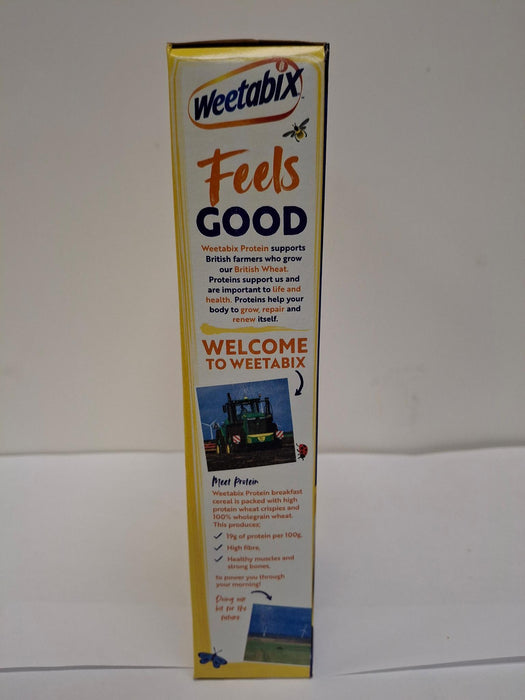 Weetabix
Feels
GOOD
Weetabix Protein supports
British farmers who grow
our British Wheat.
Proteins support us and
are important to life and
health. Proteins help your
body to grow, repair and
renew itself.
WELCOME
TO WEETABIX
Meet Protein
Weetabix Protein breakfast
cereal is packed with high
protein wheat crispies and
100% wholegrain wheat.
This produces;
19g of protein per 100g,
High fibre,
Healthy muscles and
strong bones,
to power you through
your morning!
Doing our
bit for the
future